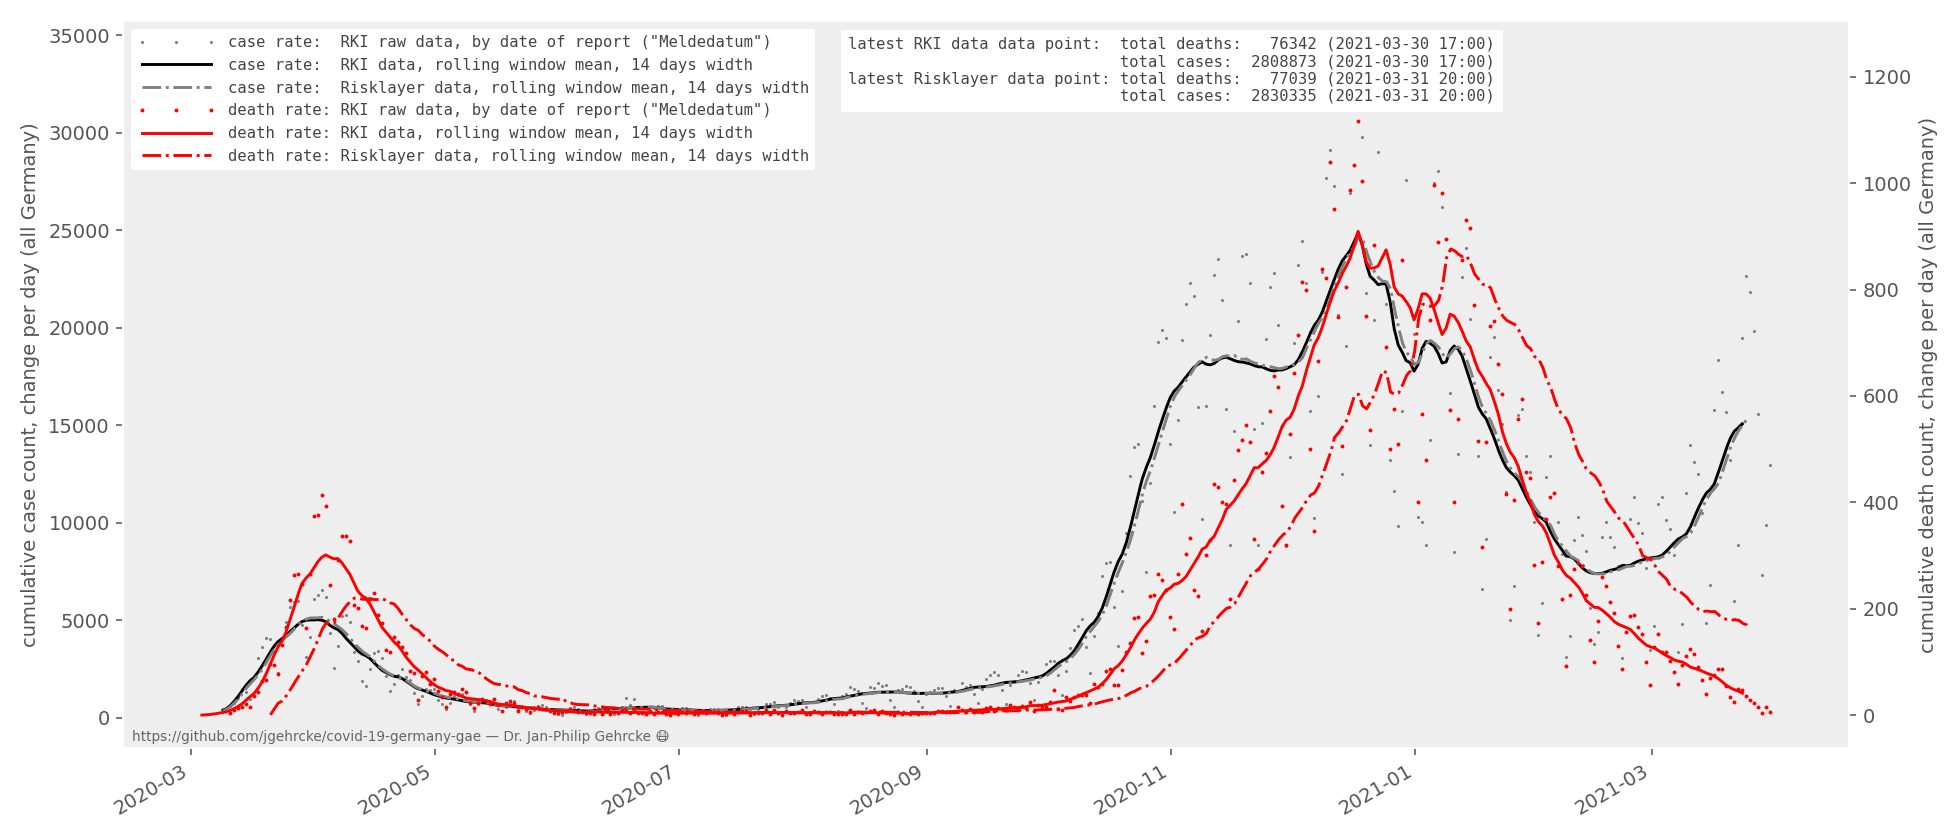 case rate:  RKI raw data, by date of report ("Meldedatum")
case rate:  RKI data, rolling window mean, 14 days width
case rate:  Risklayer data, rolling window mean, 14 days width
death rate: RKI raw data, by date of report ("Meldedatum")
death rate: RKI data, rolling window mean, 14 days width
death rate: Risklayer data, rolling window mean, 14 days width
latest RKI data data point:  total deaths:   76342 (2021-03-30 17:00)
total cases:  2808873 (2021-03-30 17:00)
latest Risklayer data point: total deaths:   77039 (2021-03-31 20:00)
total cases:  2830335 (2021-03-31 20:00)
cumulative case count, change per day (all Germany)
35000
30000
25000
20000
15000
10000
5000
0
1200
1000
800
600
400
200
0
cumulative death count, change per day (all Germany)
https://github.com/jgehrcke/covid-19-germany-gae — Dr. Jan-Philip Gehrcke 😷
2020-03
2020-05
2020-07
2020-09
2020-11
2021-01
2021-03